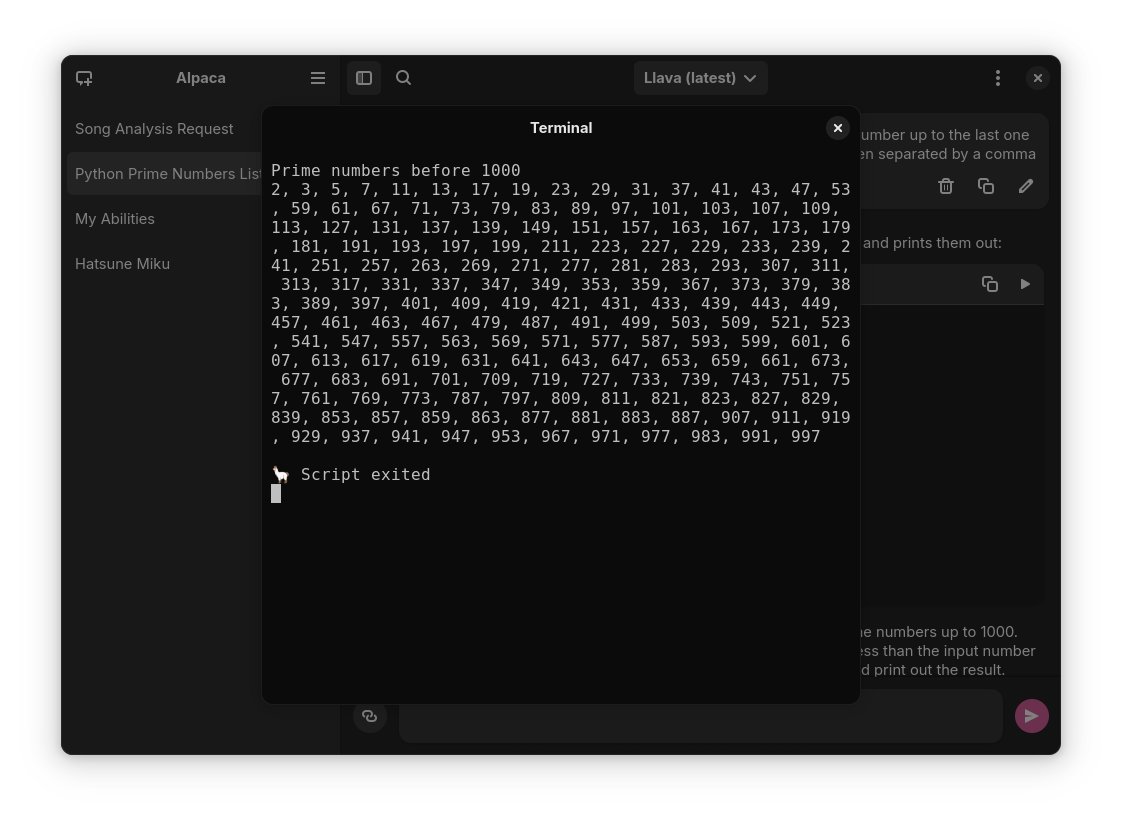 Alpaca
Llava (latest)
Song Analysis Request
Python Prime Numbers List
My Abilities
Hatsune Miku
number up to the last one
separated by a comma
and prints them out:
Terminal
Prime numbers before 1000
2, 3, 5, 7, 11, 13, 17, 19, 23, 29, 31, 37, 41, 43, 47, 53
, 59, 61, 67, 71, 73, 79, 83, 89, 97, 101, 103, 107, 109,
113, 127, 131, 137, 139, 149, 151, 157, 163, 167, 173, 179
, 181, 191, 193, 197, 199, 211, 223, 227, 229, 233, 239, 2
41, 251, 257, 263, 269, 271, 277, 281, 283, 293, 307, 311,
313, 317, 331, 337, 347, 349, 353, 359, 367, 373, 379, 38
3, 389, 397, 401, 409, 419, 421, 431, 433, 439, 443, 449,
457, 461, 463, 467, 479, 487, 491, 499, 503, 509, 521, 523
, 541, 547, 557, 563, 569, 571, 577, 587, 593, 599, 601, 6
07, 613, 617, 619, 631, 641, 643, 647, 653, 659, 661, 673,
677, 683, 691, 701, 709, 719, 727, 733, 739, 743, 751, 75
7, 761, 769, 773, 787, 797, 809, 811, 821, 823, 827, 829,
839, 853, 857, 859, 863, 877, 881, 883, 887, 907, 911, 919
, 929, 937, 941, 947, 953, 967, 971, 977, 983, 991, 997
🦙 Script exited
numbers up to 1000.
than the input number
print out the result.